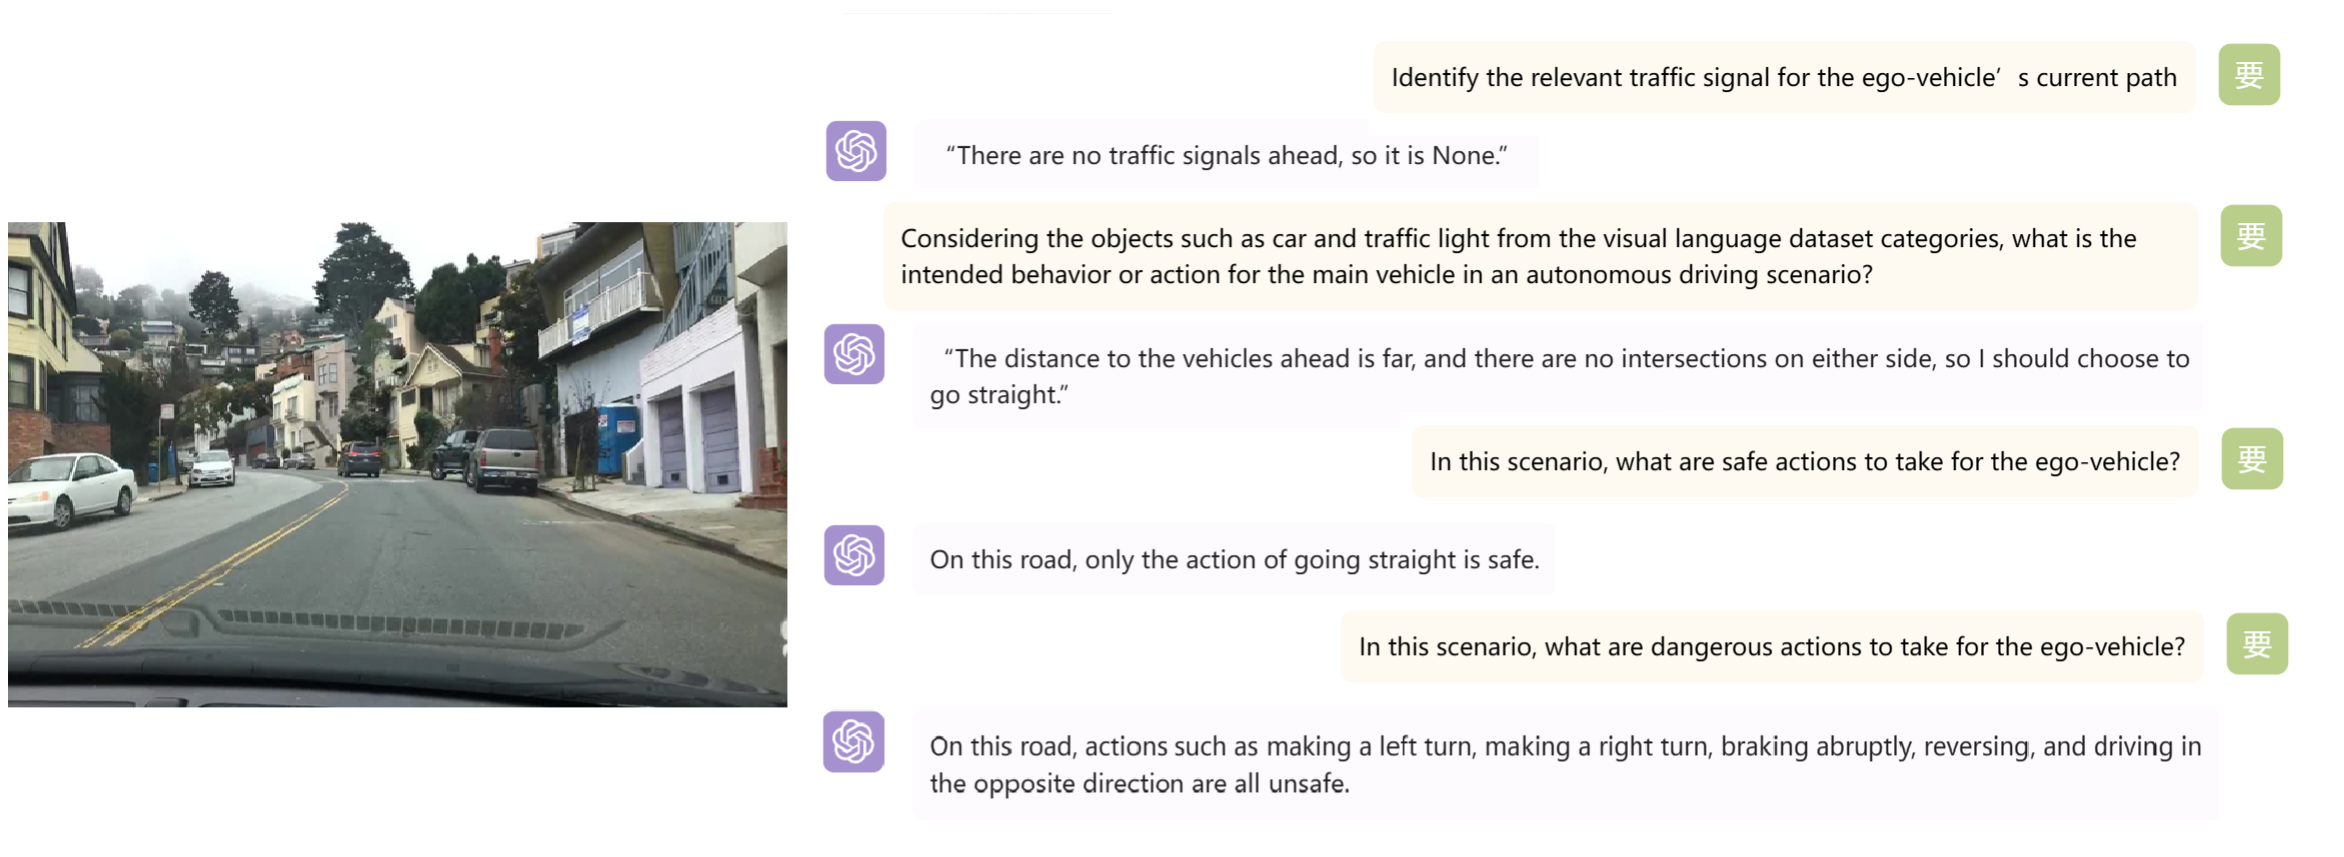 Identify the relevant traffic signal for the ego-vehicle’ s current path
要
“There are no traffic signals ahead, so it is None.”
Considering the objects such as car and traffic light from the visual language dataset categories, what is the
intended behavior or action for the main vehicle in an autonomous driving scenario?
要
“The distance to the vehicles ahead is far, and there are no intersections on either side, so I should choose to
go straight.”
In this scenario, what are safe actions to take for the ego-vehicle?
要
On this road, only the action of going straight is safe.
In this scenario, what are dangerous actions to take for the ego-vehicle?
要
On this road, actions such as making a left turn, making a right turn, braking abruptly, reversing, and driving in
the opposite direction are all unsafe.